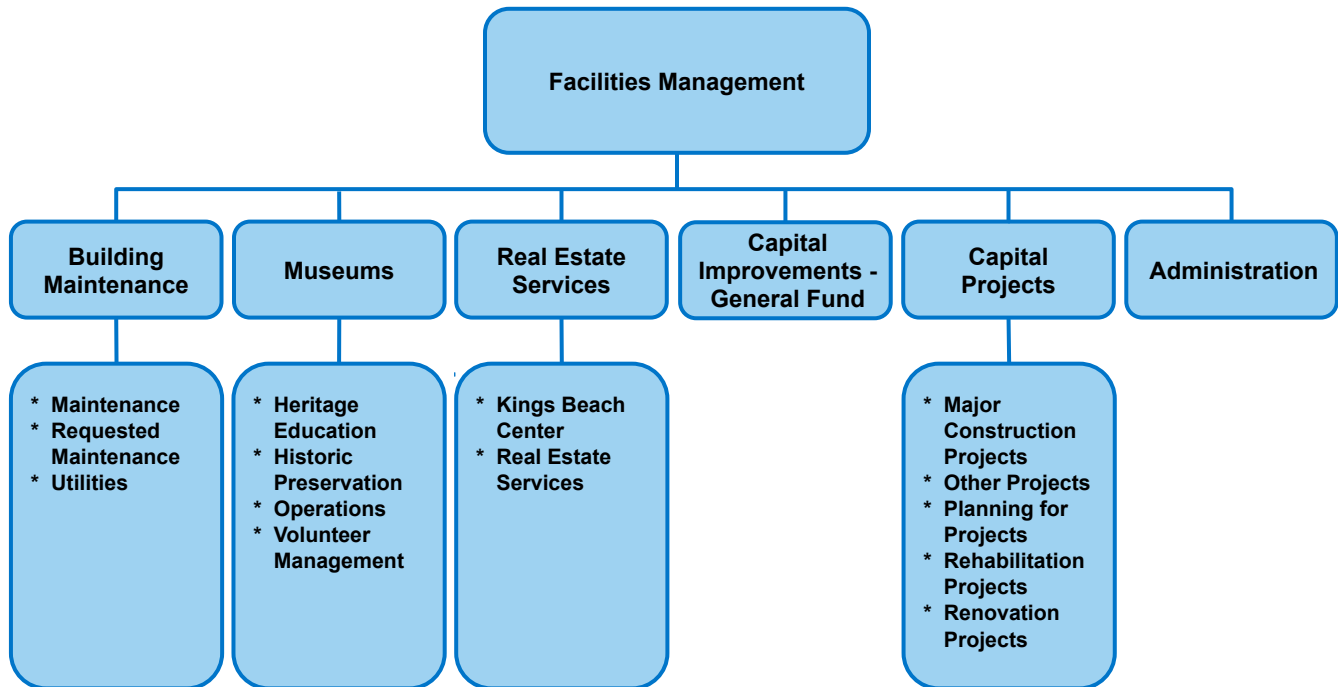 Facilities Management
Building
Maintenance
Museums
Real Estate
Services
Capital
Improvements -
General Fund
Capital
Projects
Administration
* Maintenance
* Requested
Maintenance
* Utilities
* Heritage
Education
* Historic
Preservation
* Operations
* Volunteer
Management
* Kings Beach
Center
* Real Estate
Services
* Major
Construction
Projects
* Other Projects
* Planning for
Projects
* Rehabilitation
Projects
* Renovation
Projects